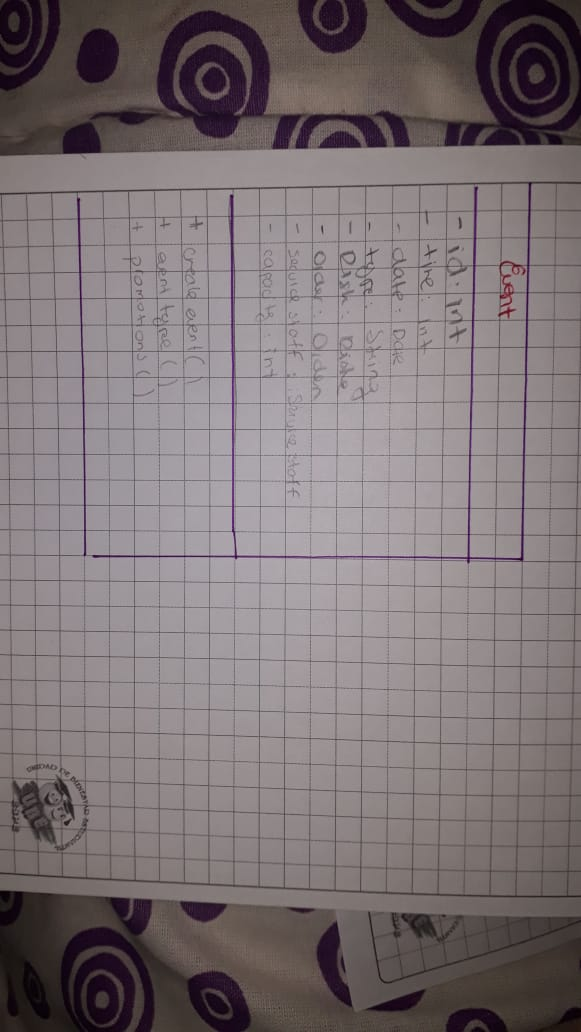 Event
- id: int
- time: int
- date: Date
- type: String
- Dish: Dishe
- Order: Orden
- service staff: Service staff
- capacity: int
+ create event()
+ event type()
+ promotions()